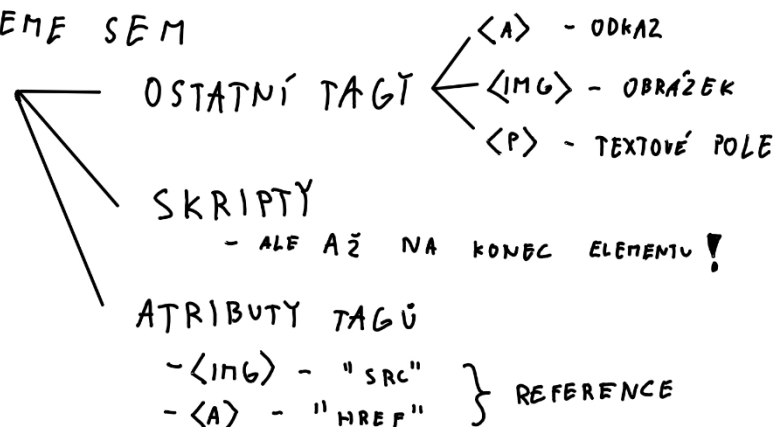 EME SEM
<A> - ODKAZ
OSTATNÍ TAGY
<IMG> - OBRÁZEK
<P> - TEXTOVÉ POLE
SKRIPTY
- ALE AŽ NA KONEC ELEMENTU!
ATRIBUTY TAGŮ
- <IMG> - "SRC"
- <A> - "HREF"
} REFERENCE